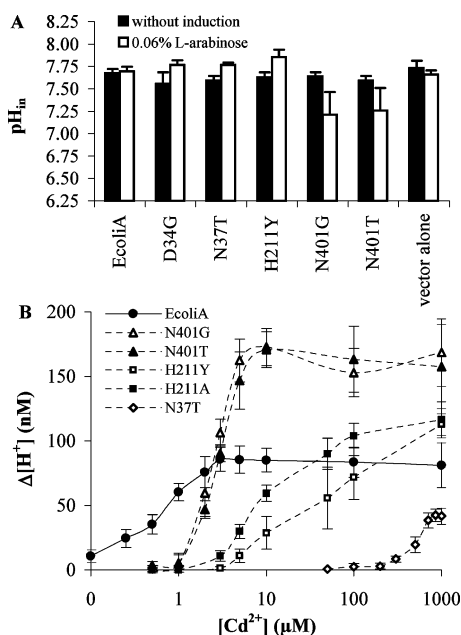 A
without induction
0.06% L-arabinose
8.00
7.75
7.50
7.25
7.00
6.75
6.50
6.25
pHin
EcoliA
D34G
N37T
H211Y
N401G
N401T
vector alone
B
EcoliA
N401G
N401T
H211Y
H211A
N37T
200
150
100
50
0
Δ[H⁺] (nM)
0 1 10 100 1000
[Cd²⁺] (μM)